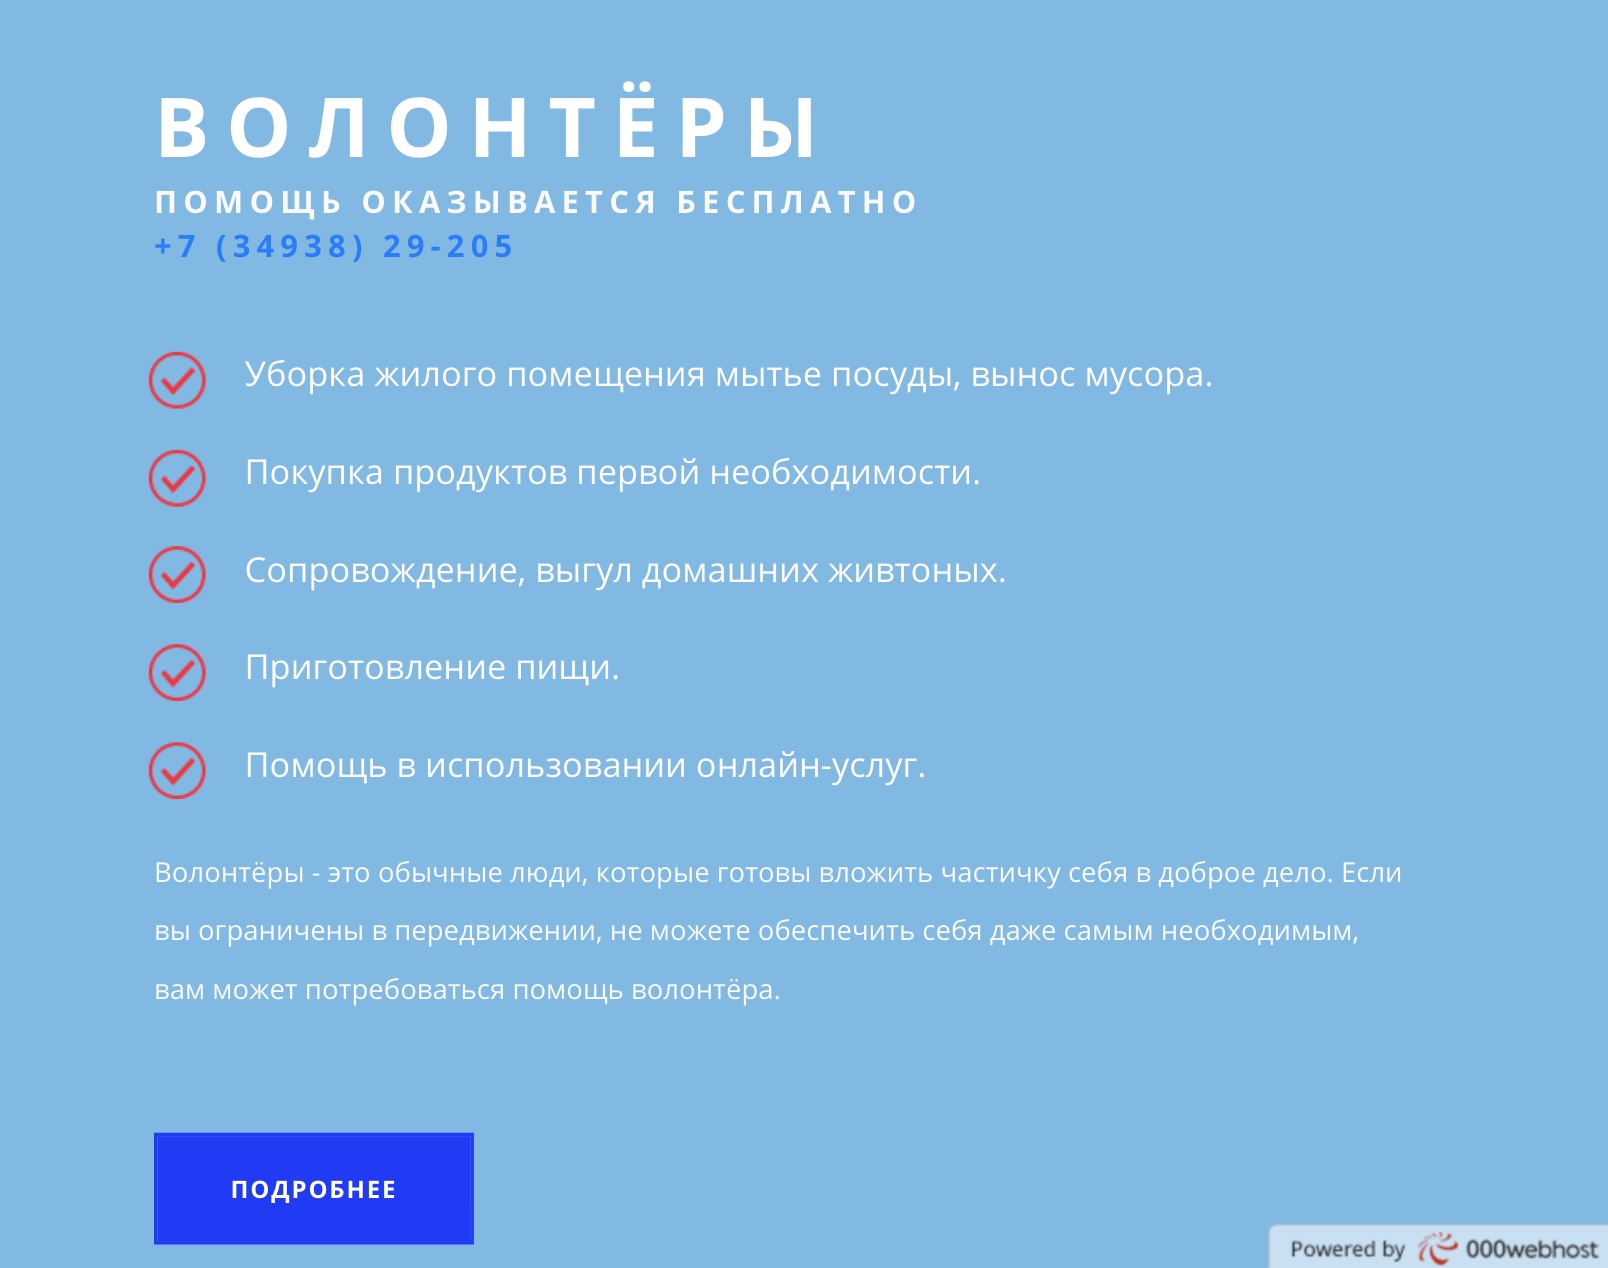 ВОЛОНТЁРЫ
ПОМОЩЬ ОКАЗЫВАЕТСЯ БЕСПЛАТНО
+7 (34938) 29-205
Уборка жилого помещения мытье посуды, вынос мусора.
Покупка продуктов первой необходимости.
Сопровождение, выгул домашних живтоных.
Приготовление пищи.
Помощь в использовании онлайн-услуг.
Волонтёры - это обычные люди, которые готовы вложить частичку себя в доброе дело. Если
вы ограничены в передвижении, не можете обеспечить себя даже самым необходимым,
вам может потребоваться помощь волонтёра.
ПОДРОБНЕЕ
Powered by 000webhost